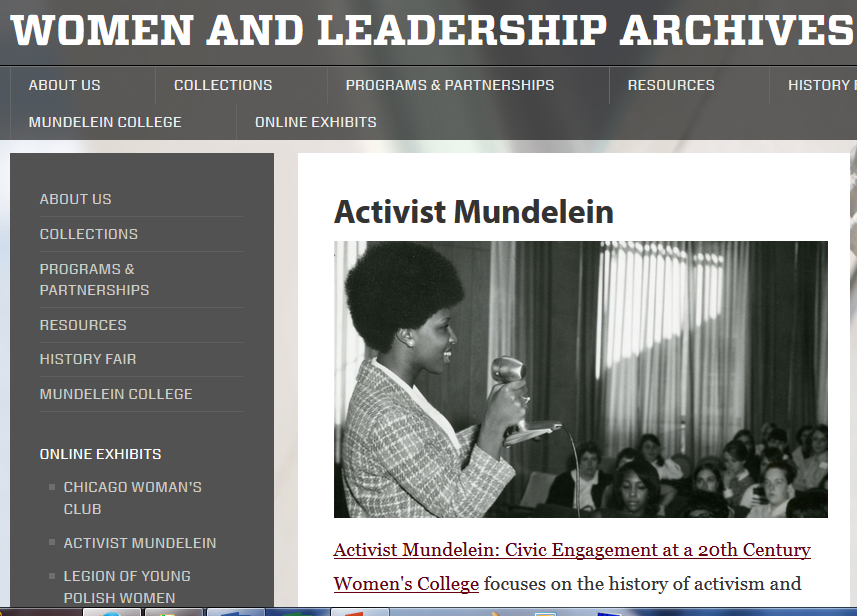 WOMEN AND LEADERSHIP ARCHIVES
ABOUT US COLLECTIONS PROGRAMS & PARTNERSHIPS RESOURCES HISTORY
MUNDELEIN COLLEGE ONLINE EXHIBITS
ABOUT US
COLLECTIONS
PROGRAMS &
PARTNERSHIPS
RESOURCES
HISTORY FAIR
MUNDELEIN COLLEGE
ONLINE EXHIBITS
CHICAGO WOMAN'S
CLUB
ACTIVIST MUNDELEIN
LEGION OF YOUNG
POLISH WOMEN
Activist Mundelein
Activist Mundelein: Civic Engagement at a 20th Century
Women's College focuses on the history of activism and